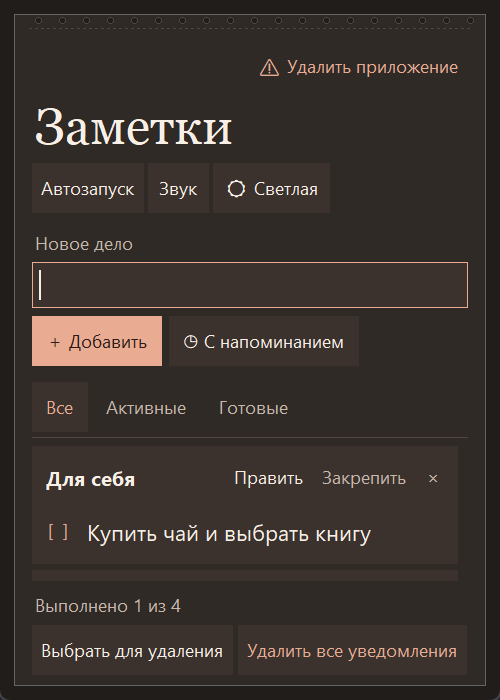 ⚠ Удалить приложение
Заметки
Автозапуск Звук Светлая
Новое дело
+ Добавить С напоминанием
Все Активные Готовые
Для себя Править Закрепить ×
[ ] Купить чай и выбрать книгу
Выполнено 1 из 4
Выбрать для удаления Удалить все уведомления